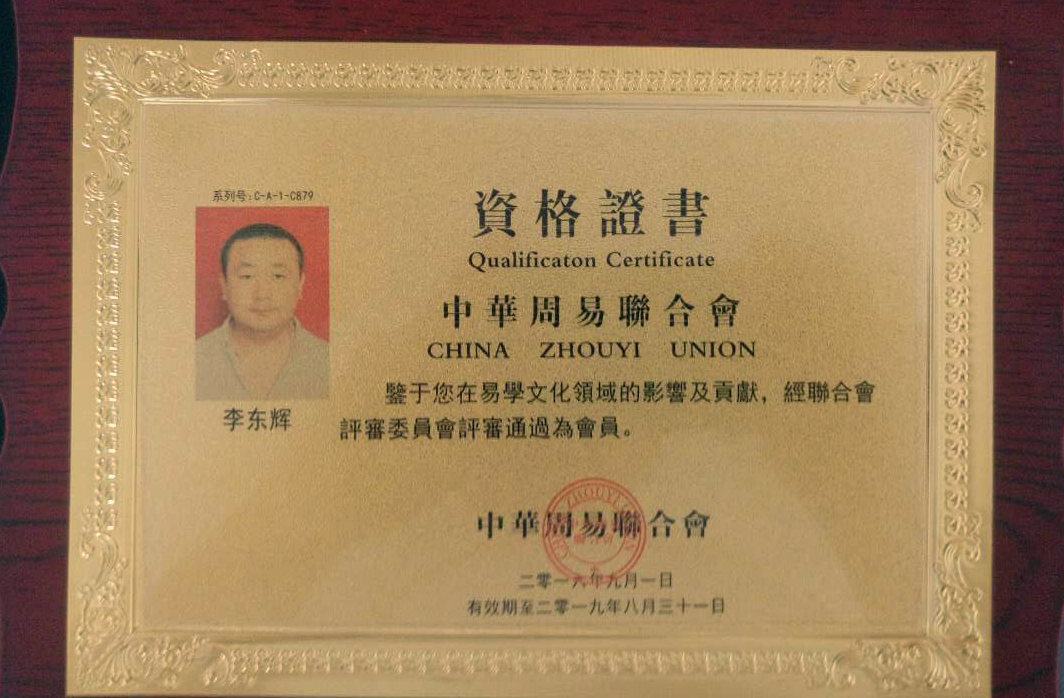 系列号：C-A-1-C879
資格證書
Qualificaton Certificate
中華周易聯合會
CHINA ZHOUYI UNION
鑒于您在易學文化領域的影響及貢獻，經聯合會
評審委員會評審通過為會員。
李东辉
中華周易聯合會
二零一六年九月一日
有效期至二零一九年八月三十一日